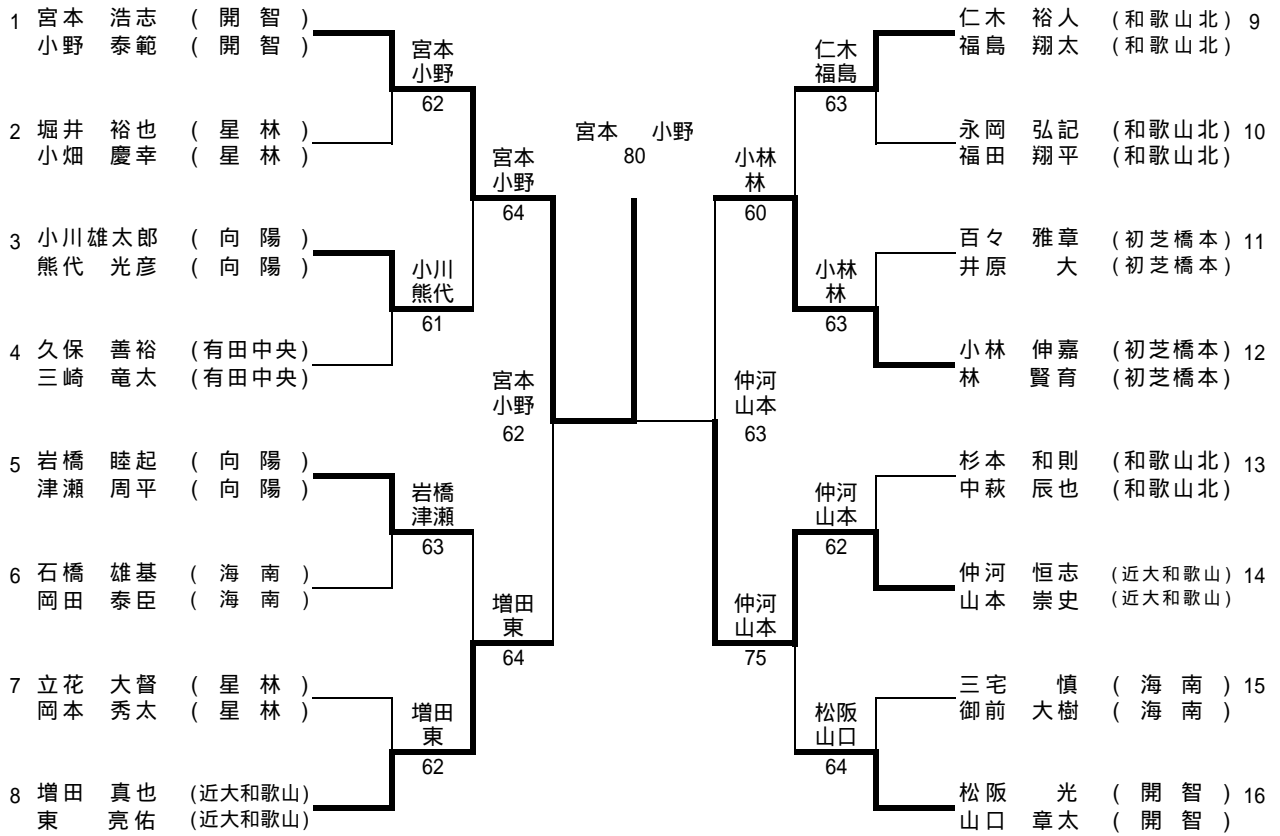 1 宮本 浩志 ( 開 智 )
小野 泰範 ( 開 智 )
2 堀井 裕也 ( 星 林 )
小畑 慶幸 ( 星 林 )
3 小川雄太郎 ( 向 陽 )
熊代 光彦 ( 向 陽 )
4 久保 善裕 (有田中央)
三崎 竜太 (有田中央)
5 岩橋 睦起 ( 向 陽 )
津瀬 周平 ( 向 陽 )
6 石橋 雄基 ( 海 南 )
岡田 泰臣 ( 海 南 )
7 立花 大督 ( 星 林 )
岡本 秀太 ( 星 林 )
8 増田 真也 (近大和歌山)
東 亮佑 (近大和歌山)
宮本
小野
62
小川
熊代
61
岩橋
津瀬
63
増田
東
62
宮本
小野
64
増田
東
64
宮本
小野
62
宮本 小野
80
仲河
山本
63
小林
林
60
仲河
山本
75
仁木
福島
63
小林
林
63
仲河
山本
62
松阪
山口
64
仁木 裕人 (和歌山北) 9
福島 翔太 (和歌山北)
永岡 弘記 (和歌山北) 10
福田 翔平 (和歌山北)
百々 雅章 (初芝橋本) 11
井原 大 (初芝橋本)
小林 伸嘉 (初芝橋本) 12
林 賢育 (初芝橋本)
杉本 和則 (和歌山北) 13
中萩 辰也 (和歌山北)
仲河 恒志 (近大和歌山) 14
山本 崇史 (近大和歌山)
三宅 慎 ( 海 南 ) 15
御前 大樹 ( 海 南 )
松阪 光 ( 開 智 ) 16
山口 章太 ( 開 智 )